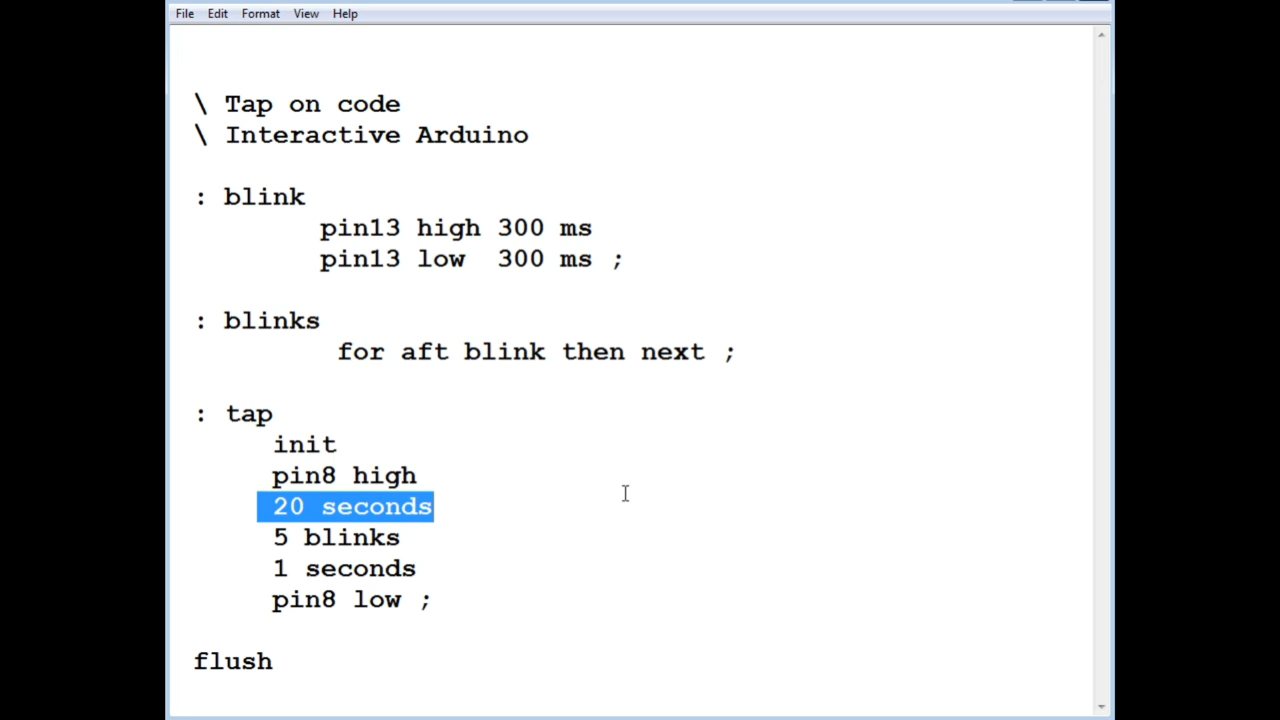 File Edit Format View Help
\ Tap on code
\ Interactive Arduino
: blink
pin13 high 300 ms
pin13 low  300 ms ;
: blinks
for aft blink then next ;
: tap
init
pin8 high
20 seconds
5 blinks
1 seconds
pin8 low ;
flush